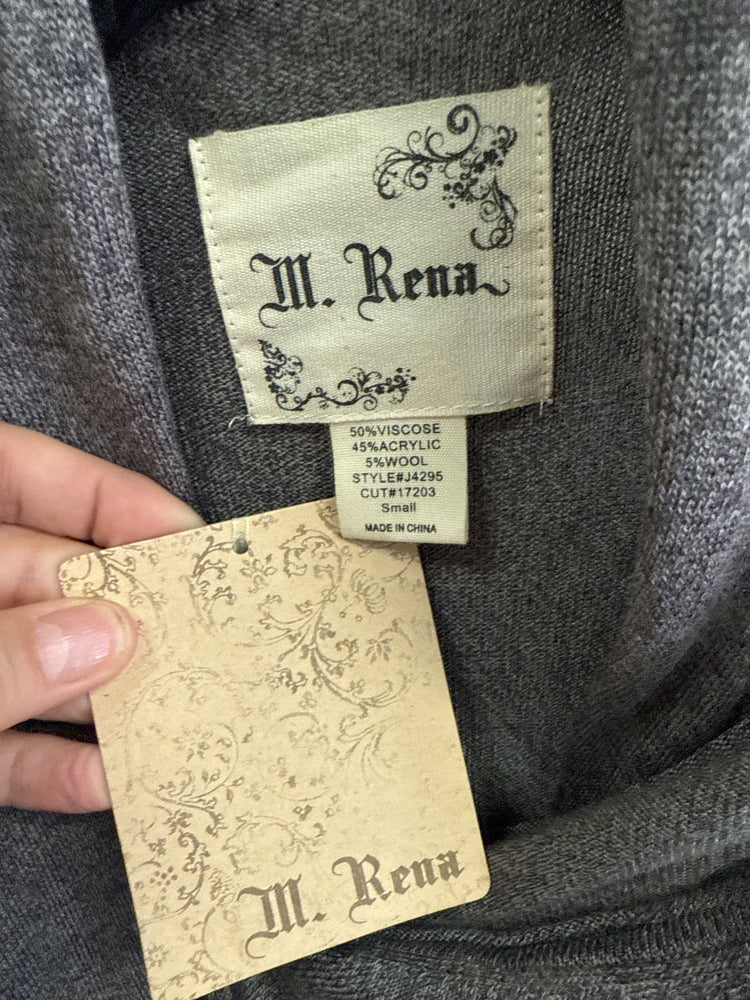 M. Rena
50%VISCOSE
45%ACRYLIC
5%WOOL
STYLE#J4295
CUT#17203
Small
MADE IN CHINA
M. Rena